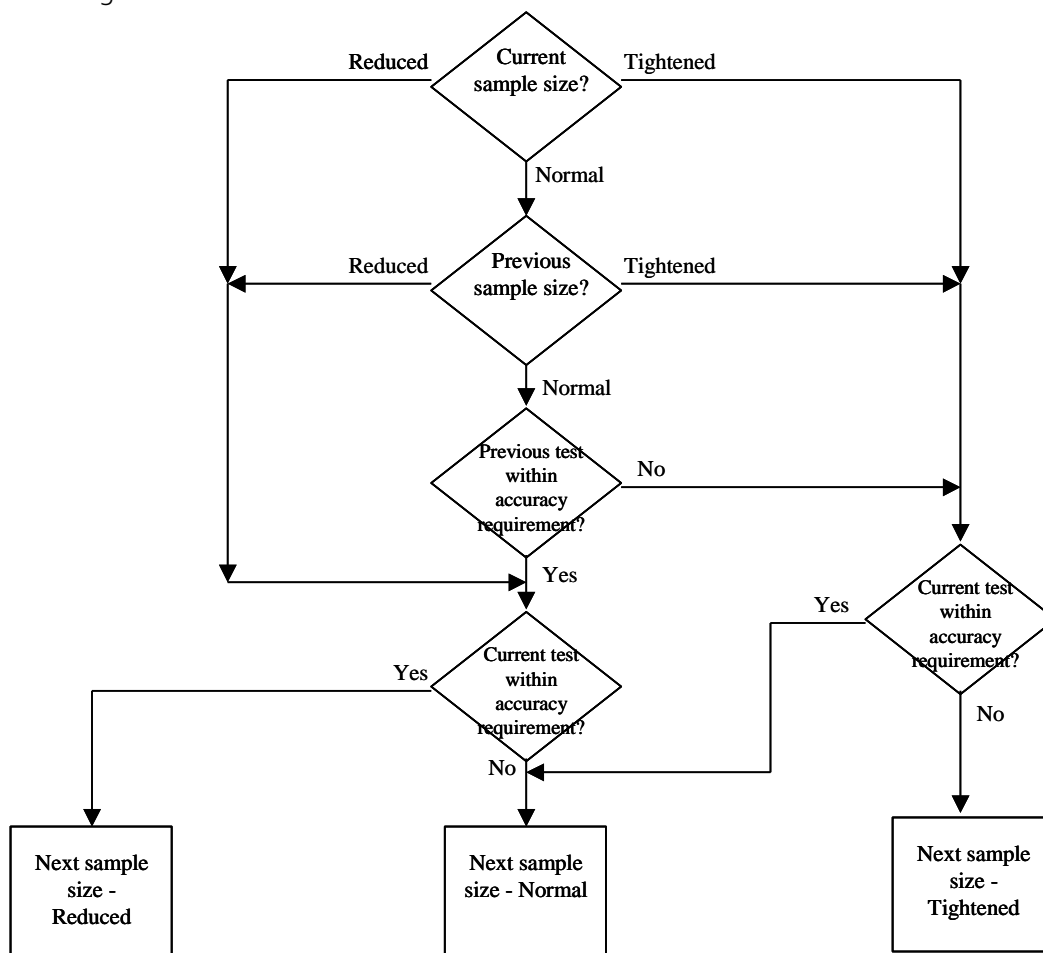 Current
sample size?
Reduced
Tightened
Normal
Previous
sample size?
Reduced
Tightened
Normal
Previous test
within
accuracy
requirement?
No
Yes
Current test
within
accuracy
requirement?
Yes
No
Current test
within
accuracy
requirement?
Yes
No
Next sample
size -
Reduced
Next sample
size - Normal
Next sample
size -
Tightened